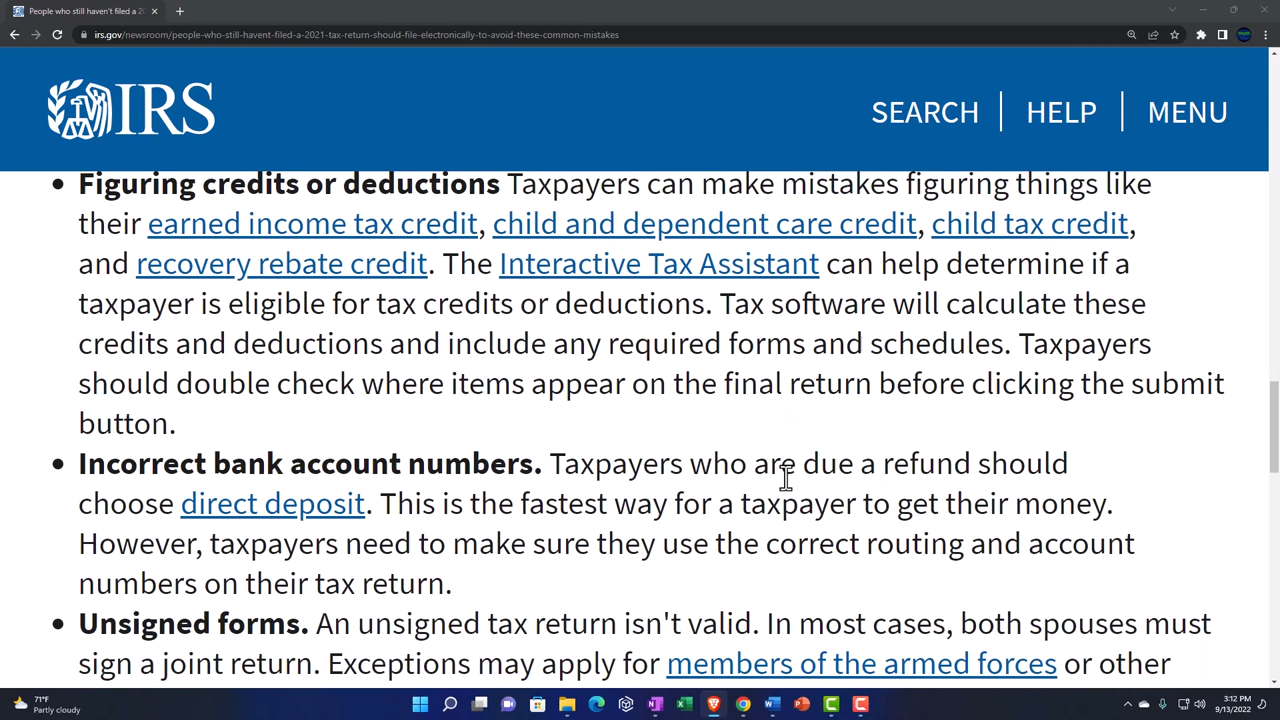 People who still haven't filed a 2
irs.gov/newsroom/people-who-still-havent-filed-a-2021-tax-return-should-file-electronically-to-avoid-these-common-mistakes
IRS
SEARCH HELP MENU
• Figuring credits or deductions Taxpayers can make mistakes figuring things like
their earned income tax credit, child and dependent care credit, child tax credit,
and recovery rebate credit. The Interactive Tax Assistant can help determine if a
taxpayer is eligible for tax credits or deductions. Tax software will calculate these
credits and deductions and include any required forms and schedules. Taxpayers
should double check where items appear on the final return before clicking the submit
button.
• Incorrect bank account numbers. Taxpayers who are due a refund should
choose direct deposit. This is the fastest way for a taxpayer to get their money.
However, taxpayers need to make sure they use the correct routing and account
numbers on their tax return.
• Unsigned forms. An unsigned tax return isn't valid. In most cases, both spouses must
sign a joint return. Exceptions may apply for members of the armed forces or other
71°F
Partly cloudy
3:12 PM
9/13/2022